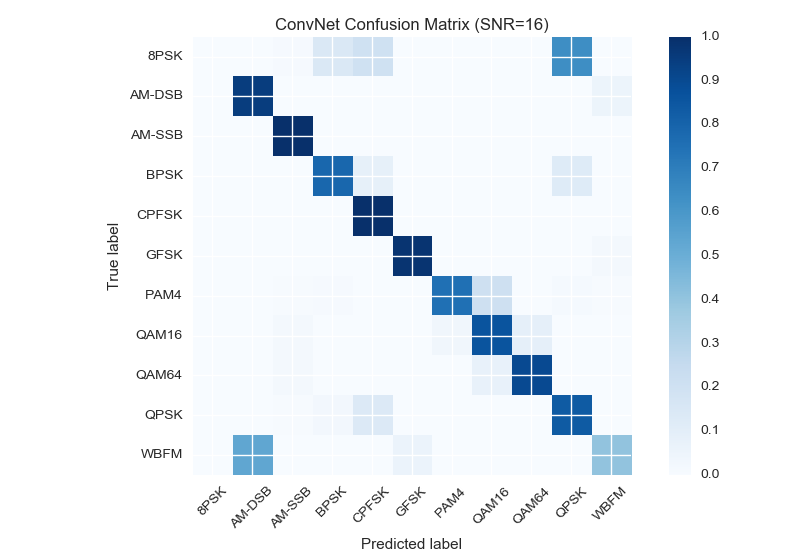 ConvNet Confusion Matrix (SNR=16)
True label
8PSK
AM-DSB
AM-SSB
BPSK
CPFSK
GFSK
PAM4
QAM16
QAM64
QPSK
WBFM
8PSK
AM-DSB
AM-SSB
BPSK
CPFSK
GFSK
PAM4
QAM16
QAM64
QPSK
WBFM
Predicted label
1.0
0.9
0.8
0.7
0.6
0.5
0.4
0.3
0.2
0.1
0.0